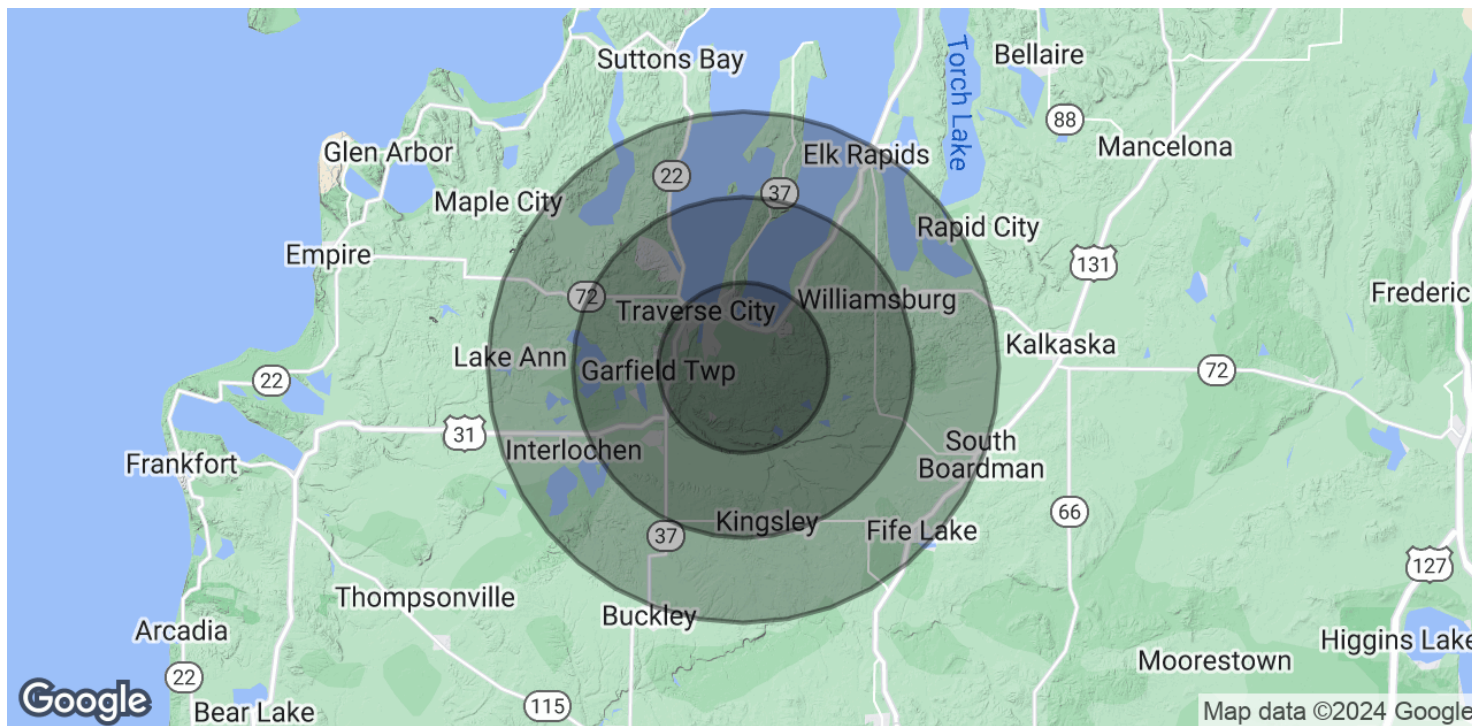 Suttons Bay
Bellaire
Torch Lake
88
Mancelona
Glen Arbor
Elk Rapids
22
37
Maple City
Rapid City
Empire
131
72
Williamsburg
Frederic
Traverse City
Kalkaska
Lake Ann
Garfield Twp
22
72
31
Interlochen
South
Boardman
Frankfort
66
Kingsley
Fife Lake
37
127
Thompsonville
Buckley
Arcadia
Higgins Lake
Moorestown
22
115
Bear Lake
Google
Map data ©2024 Google